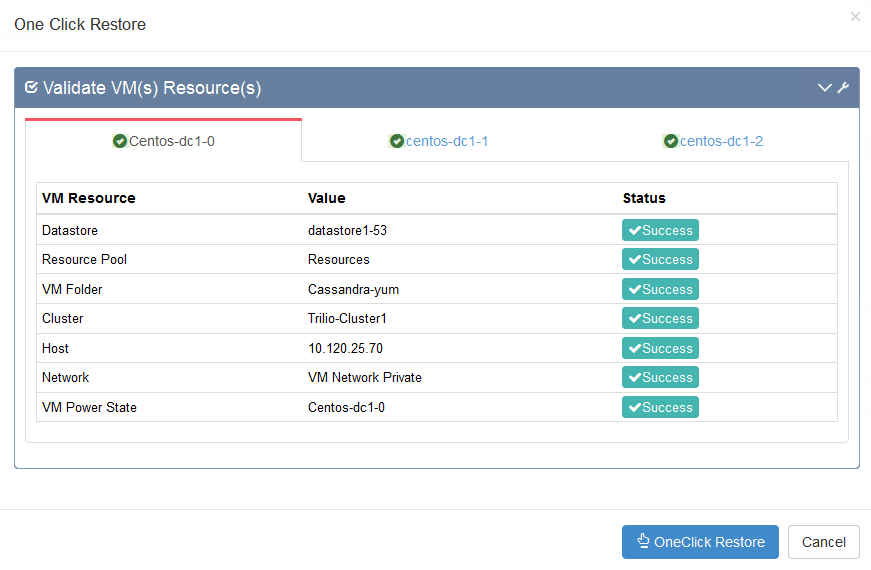 One Click Restore
×
Validate VM(s) Resource(s)
Centos-dc1-0 centos-dc1-1 centos-dc1-2
VM Resource Value Status
Datastore datastore1-53 Success
Resource Pool Resources Success
VM Folder Cassandra-yum Success
Cluster Trilio-Cluster1 Success
Host 10.120.25.70 Success
Network VM Network Private Success
VM Power State Centos-dc1-0 Success
OneClick Restore Cancel